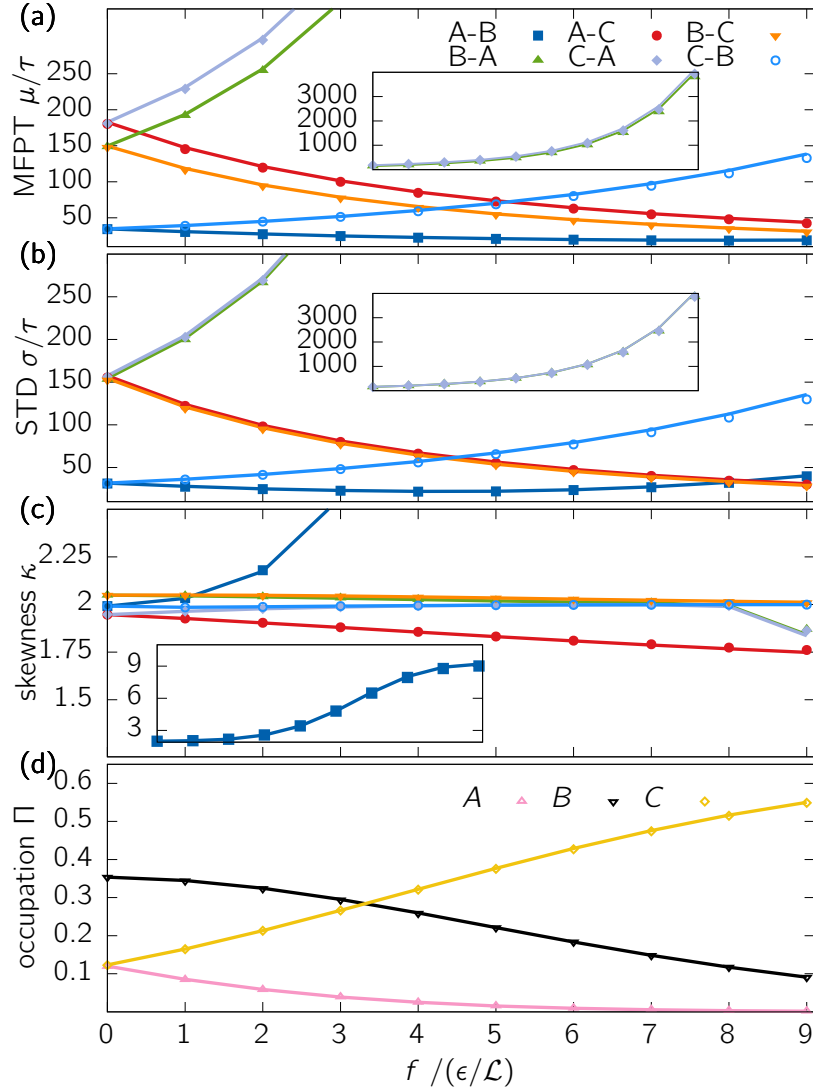 (a)
A-B A-C B-C
B-A C-A C-B
MFPT μ/τ
250
200
150
100
50
3000
2000
1000
(b)
STD σ/τ
250
200
150
100
50
3000
2000
1000
(c)
skewness κ
2.25
2
1.75
1.5
9
6
3
(d)
A B C
occupation Π
0.6
0.5
0.4
0.3
0.2
0.1
0 1 2 3 4 5 6 7 8 9
f /(ϵ/ℒ)